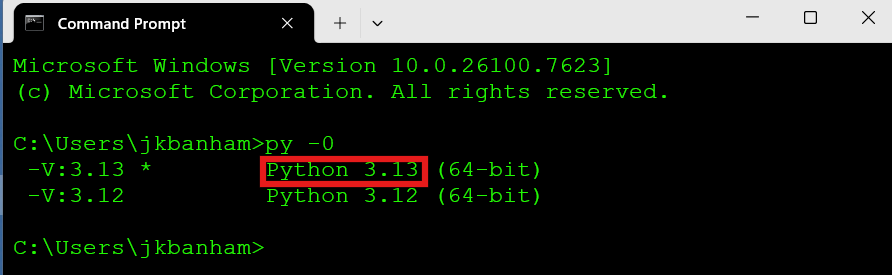 Command Prompt
Microsoft Windows [Version 10.0.26100.7623]
(c) Microsoft Corporation. All rights reserved.
C:\Users\jkbanham>py -0
-V:3.13 * Python 3.13 (64-bit)
-V:3.12 Python 3.12 (64-bit)
C:\Users\jkbanham>